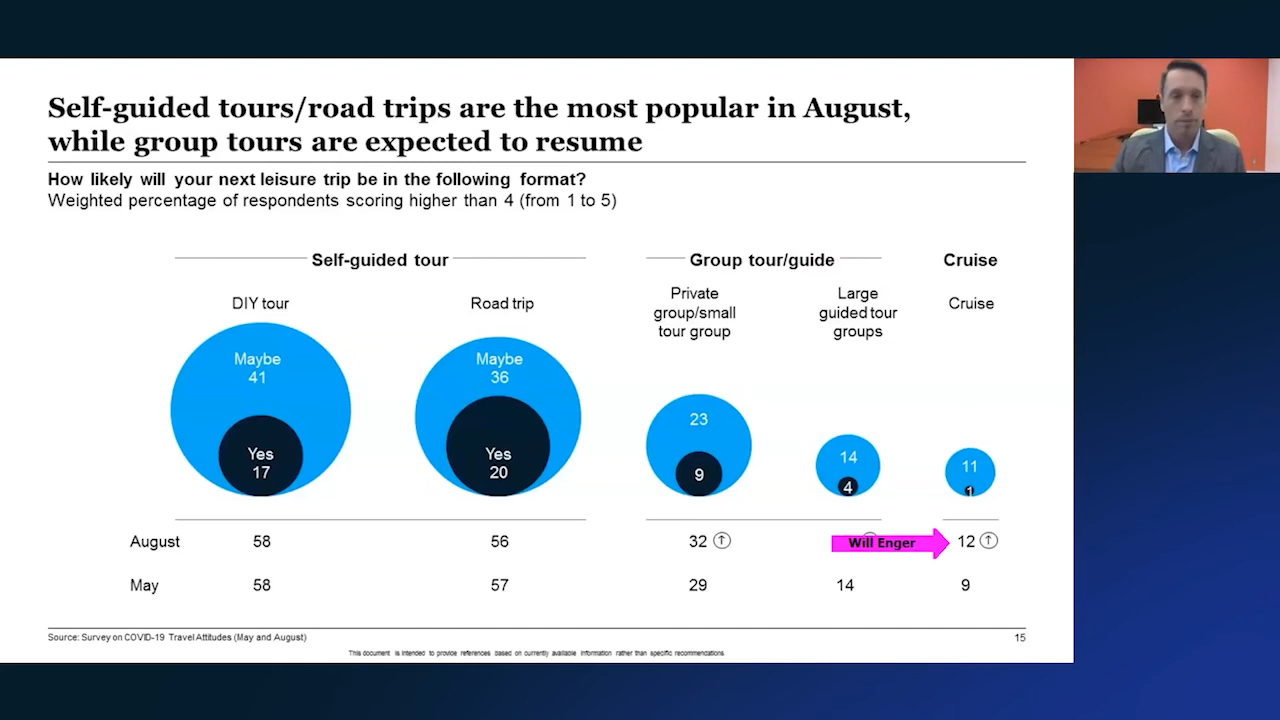 Self-guided tours/road trips are the most popular in August,
while group tours are expected to resume
How likely will your next leisure trip be in the following format?
Weighted percentage of respondents scoring higher than 4 (from 1 to 5)
Self-guided tour
Group tour/guide
Cruise
DIY tour
Road trip
Private
group/small
tour group
Large
guided tour
groups
Cruise
Maybe
41
Yes
17
Maybe
36
Yes
20
23
9
14
4
11
1
August 58 56 32 Will Enger 12
May 58 57 29 14 9
Source: Survey on COVID-19 Travel Attitudes (May and August)
15
This document is intended to provide references based on currently available information rather than specific recommendations